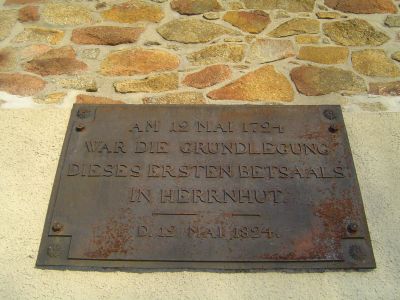 AM 12 MAI 1724
WAR DIE GRUNDLEGUNG
DIESES ERSTEN BETSAALS
IN HERRNHUT.
D. 12. MAI 1824.